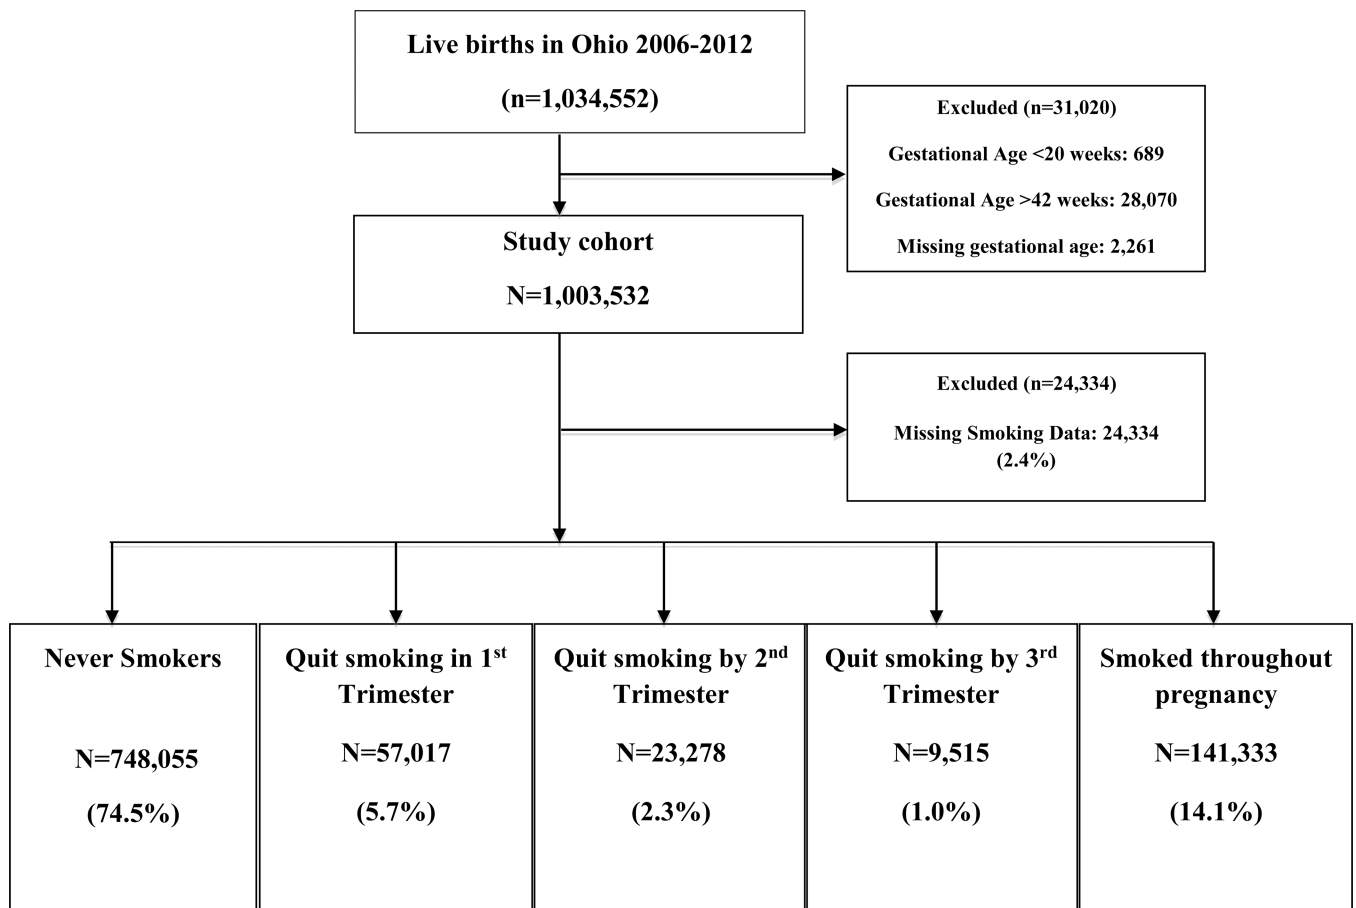 Live births in Ohio 2006-2012
(n=1,034,552)
Excluded (n=31,020)
Gestational Age <20 weeks: 689
Gestational Age >42 weeks: 28,070
Missing gestational age: 2,261
Study cohort
N=1,003,532
Excluded (n=24,334)
Missing Smoking Data: 24,334
(2.4%)
Never Smokers
N=748,055
(74.5%)
Quit smoking in 1st
Trimester
N=57,017
(5.7%)
Quit smoking by 2nd
Trimester
N=23,278
(2.3%)
Quit smoking by 3rd
Trimester
N=9,515
(1.0%)
Smoked throughout
pregnancy
N=141,333
(14.1%)